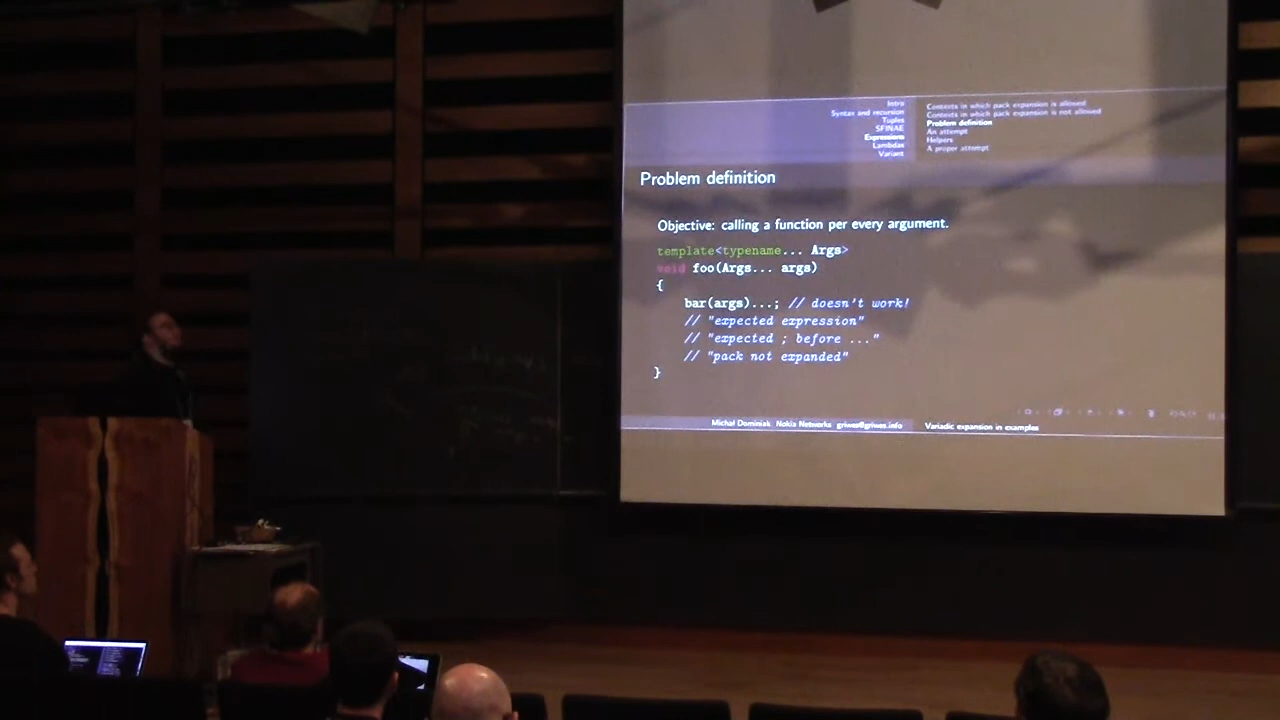 Intro
Syntax and recursion
Tuples
SFINAE
Expressions
Lambdas
Variant
Contexts in which pack expansion is allowed
Contexts in which pack expansion is not allowed
Problem definition
An attempt
Helpers
A proper attempt
Problem definition
Objective: calling a function per every argument.
template<typename... Args>
void foo(Args... args)
{
bar(args)...; // doesn't work!
// "expected expression"
// "expected ; before ..."
// "pack not expanded"
}
Michał Dominiak Nokia Networks griwes@griwes.info
Variadic expansion in examples